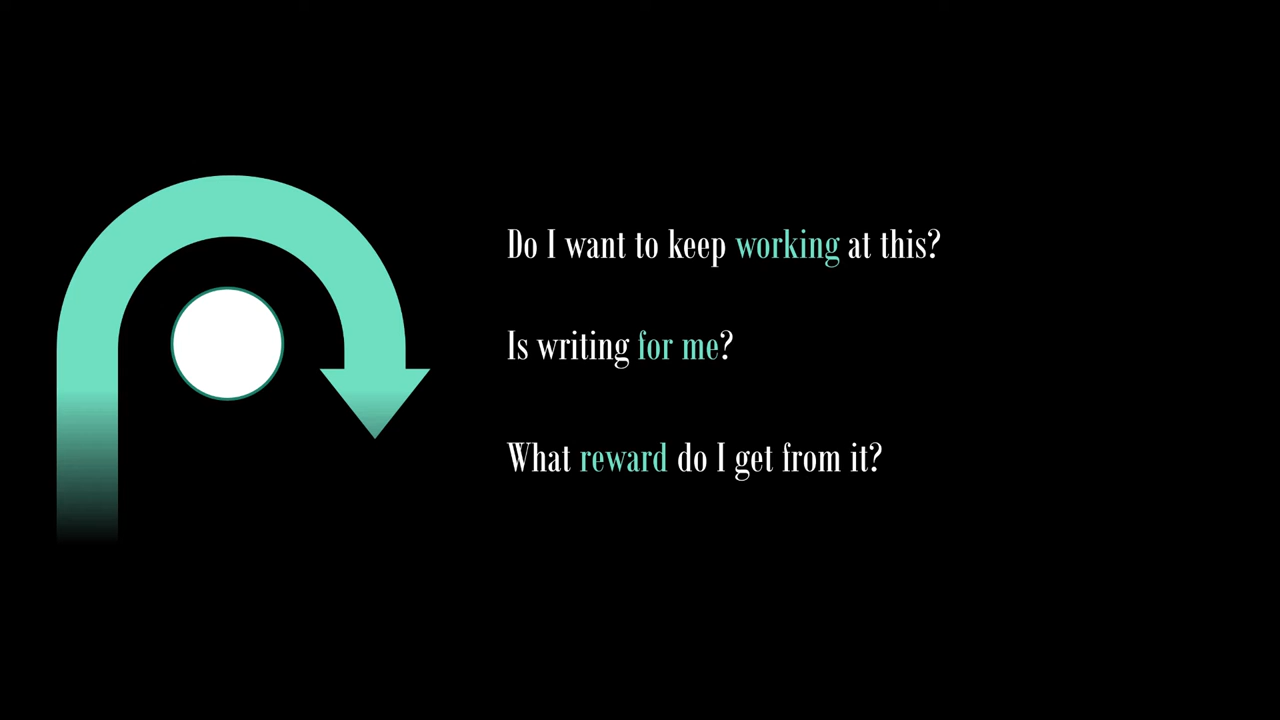 Do I want to keep working at this?
Is writing for me?
What reward do I get from it?